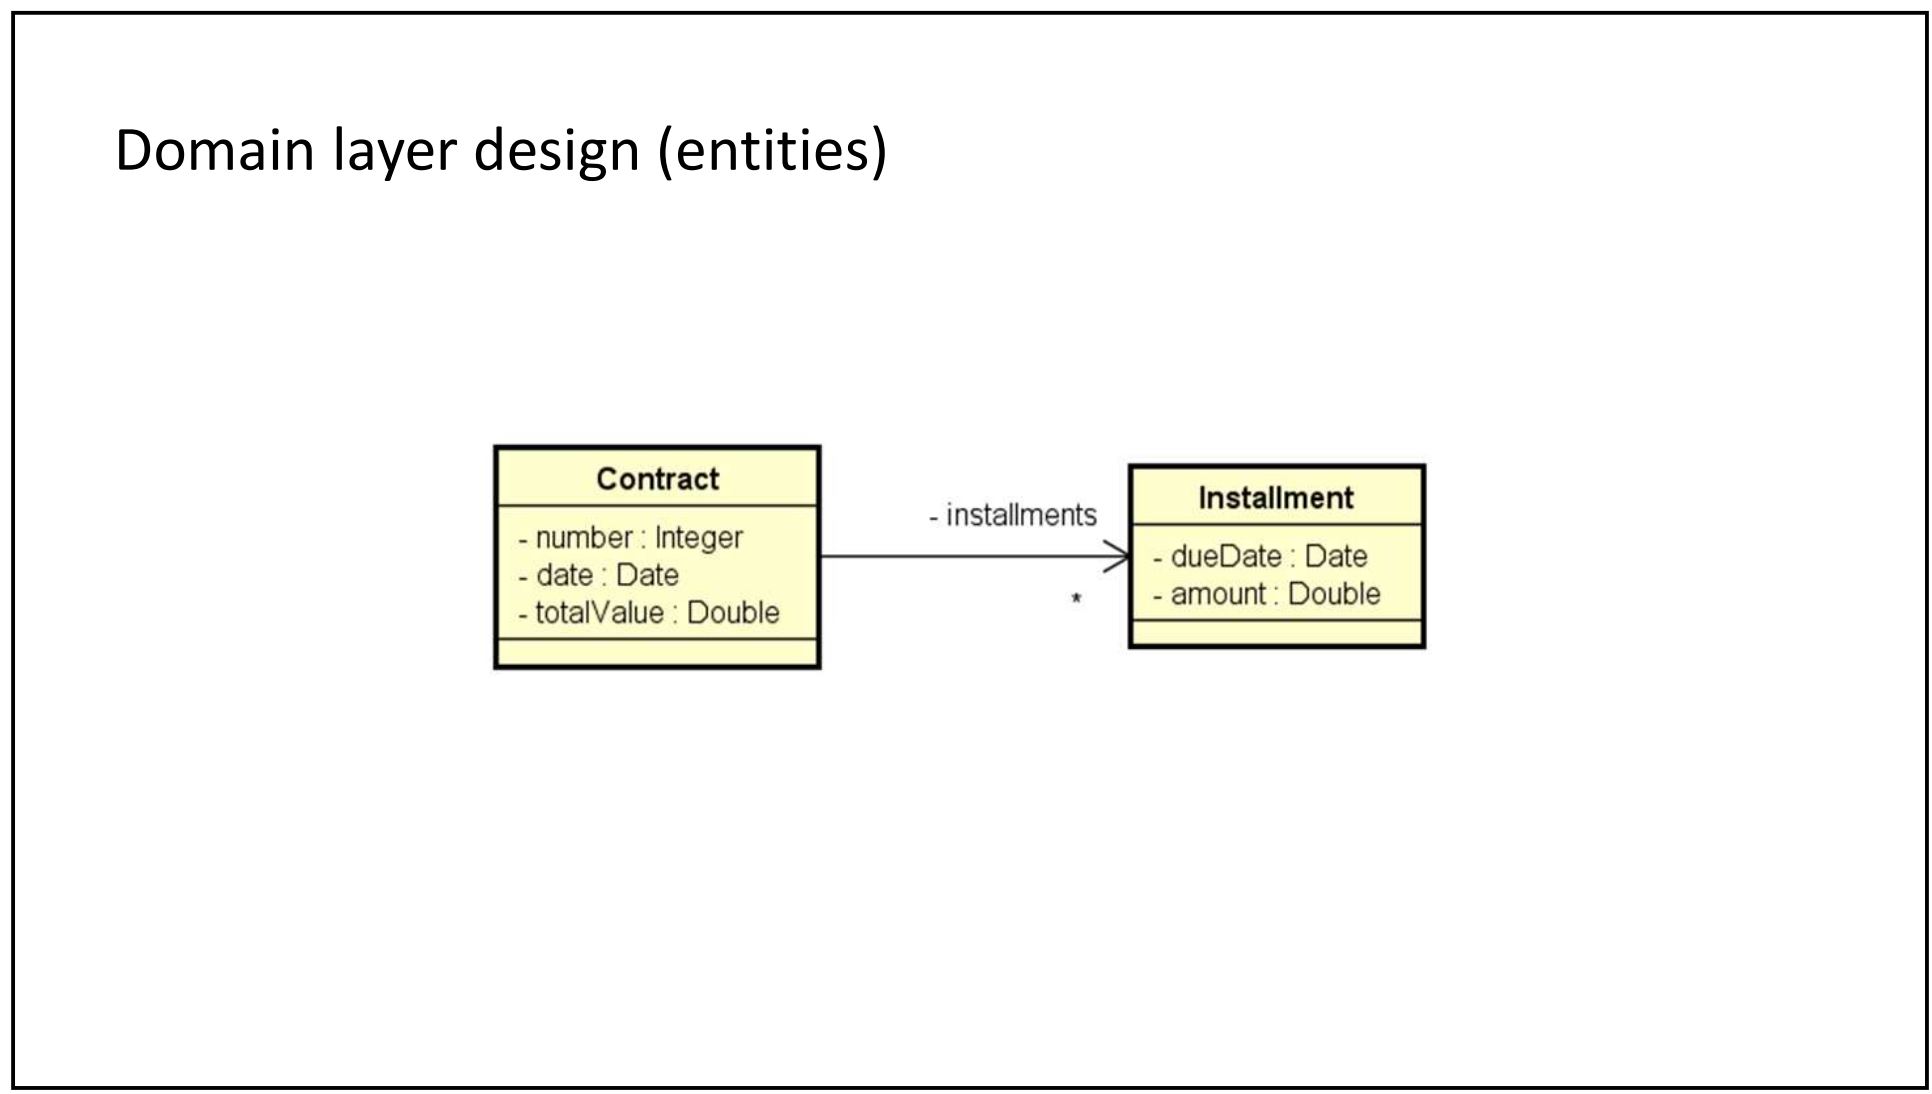 Domain layer design (entities)
Contract
- number : Integer
- date : Date
- totalValue : Double
- installments
*
Installment
- dueDate : Date
- amount : Double